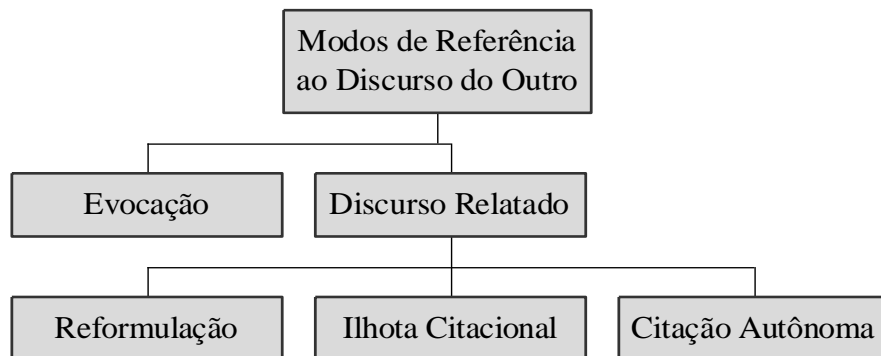 Modos de Referência
ao Discurso do Outro
Evocação
Discurso Relatado
Reformulação
Ilhota Citacional
Citação Autônoma